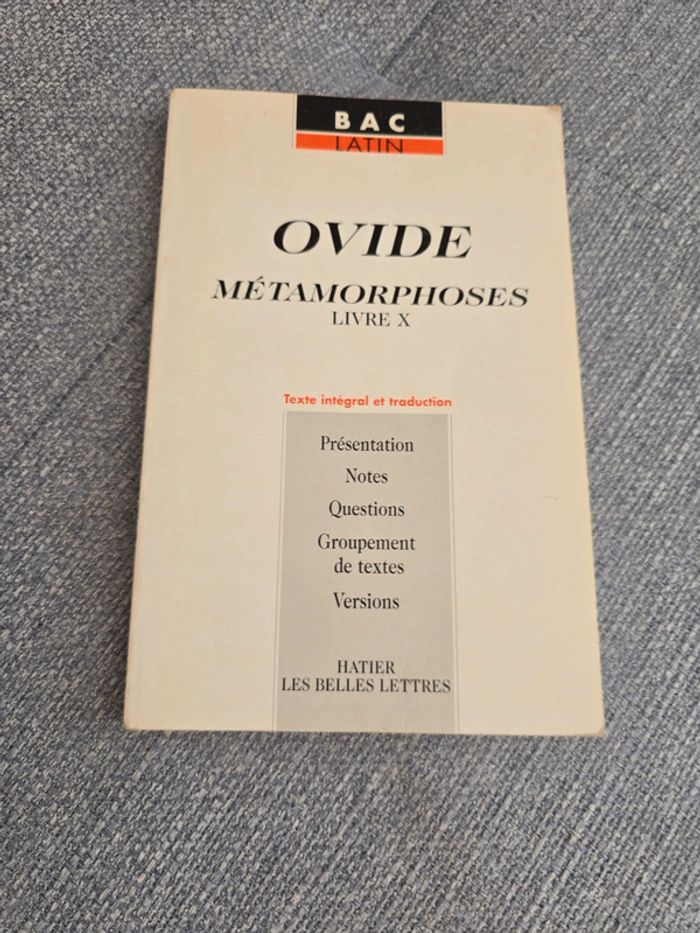 BAC
LATIN
OVIDE
MÉTAMORPHOSES
LIVRE X
Texte intégral et traduction
Présentation
Notes
Questions
Groupement
de textes
Versions
HATIER
LES BELLES LETTRES